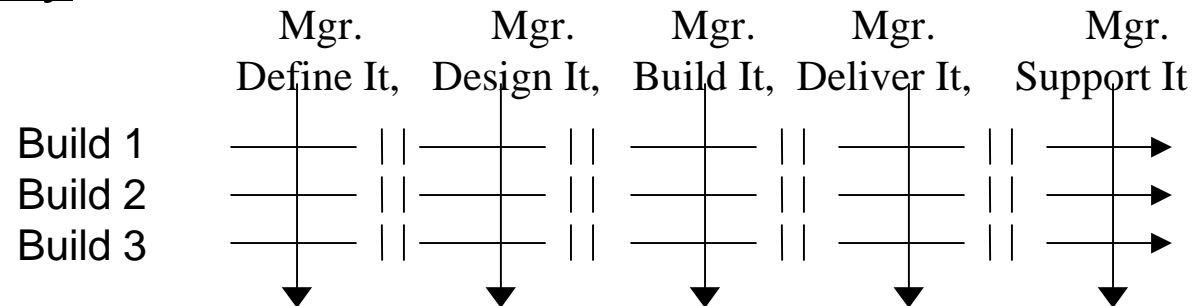 Mgr. Mgr. Mgr. Mgr. Mgr.
Define It, Design It, Build It, Deliver It, Support It
Build 1
Build 2
Build 3